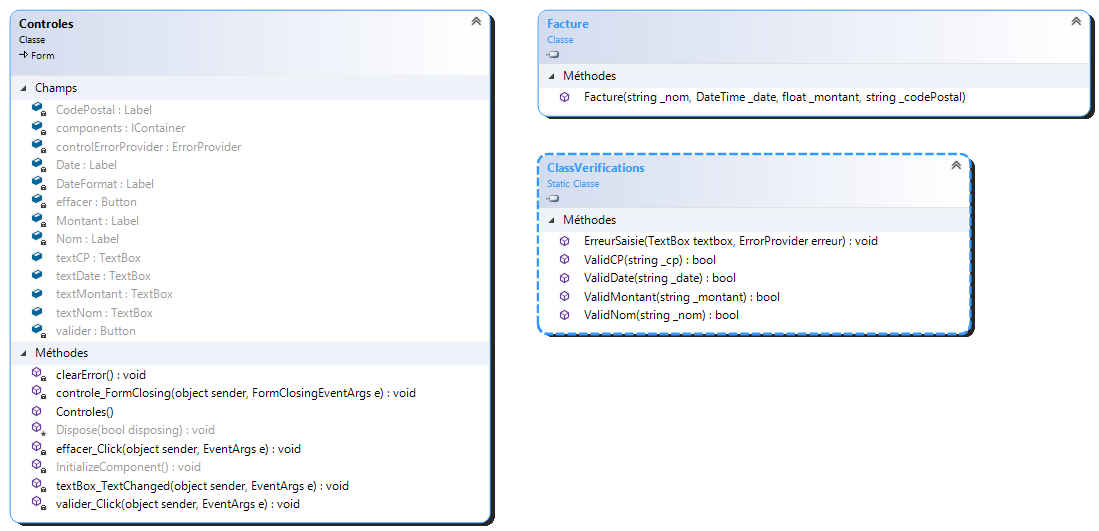 Controles
Classe
Form
Champs
CodePostal : Label
components : IContainer
controlErrorProvider : ErrorProvider
Date : Label
DateFormat : Label
effacer : Button
Montant : Label
Nom : Label
textCP : TextBox
textDate : TextBox
textMontant : TextBox
textNom : TextBox
valider : Button
Méthodes
clearError() : void
controle_FormClosing(object sender, FormClosingEventArgs e) : void
Controles()
Dispose(bool disposing) : void
effacer_Click(object sender, EventArgs e) : void
InitializeComponent() : void
textBox_TextChanged(object sender, EventArgs e) : void
valider_Click(object sender, EventArgs e) : void
Facture
Classe
Méthodes
Facture(string _nom, DateTime _date, float _montant, string _codePostal)
ClassVerifications
Static Classe
Méthodes
ErreurSaisie(TextBox textbox, ErrorProvider erreur) : void
ValidCP(string _cp) : bool
ValidDate(string _date) : bool
ValidMontant(string _montant) : bool
ValidNom(string _nom) : bool